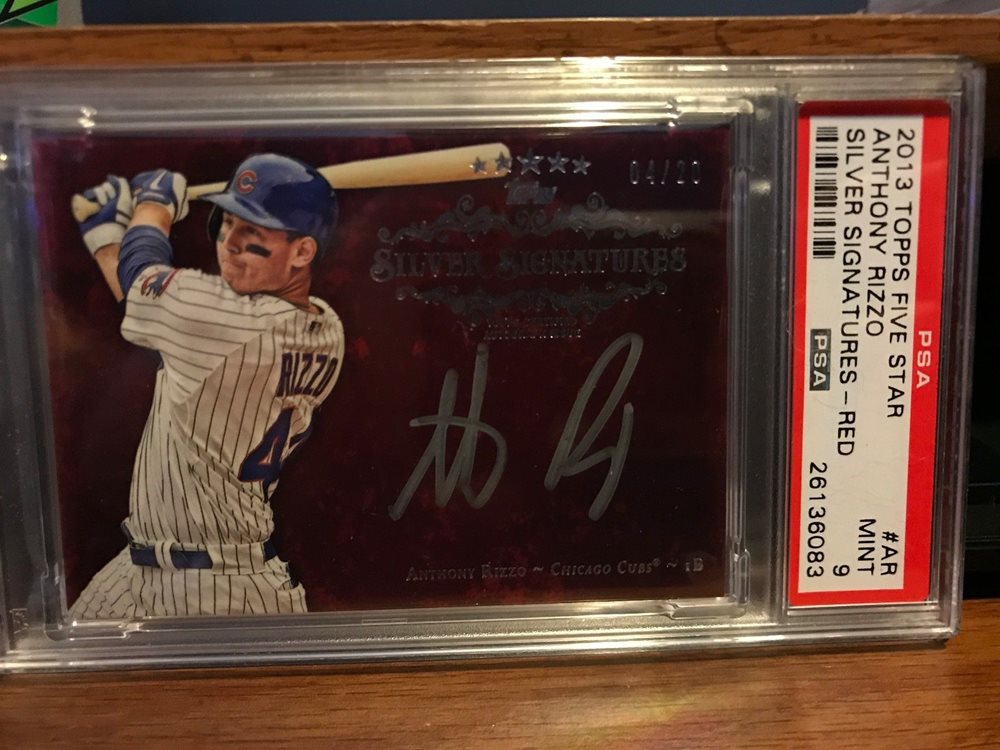 04/20
TOPPS
SILVER SIGNATURES
RIZZO
4
C
ANTHONY RIZZO ~ CHICAGO CUBS® ~ 1B
2013 TOPPS FIVE STAR #AR
ANTHONY RIZZO MINT
SILVER SIGNATURES - RED 9
PSA 26136083
PSA